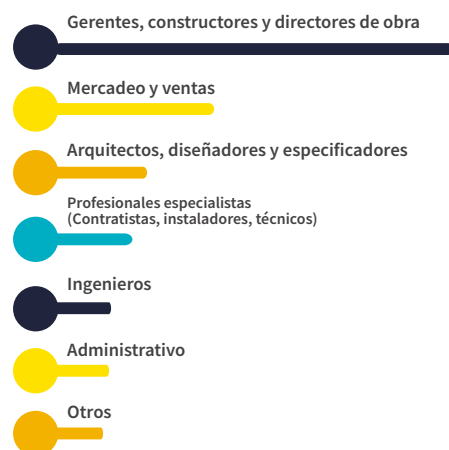 Gerentes, constructores y directores de obra
Mercadeo y ventas
Arquitectos, diseñadores y especificadores
Profesionales especialistas
(Contratistas, instaladores, técnicos)
Ingenieros
Administrativo
Otros